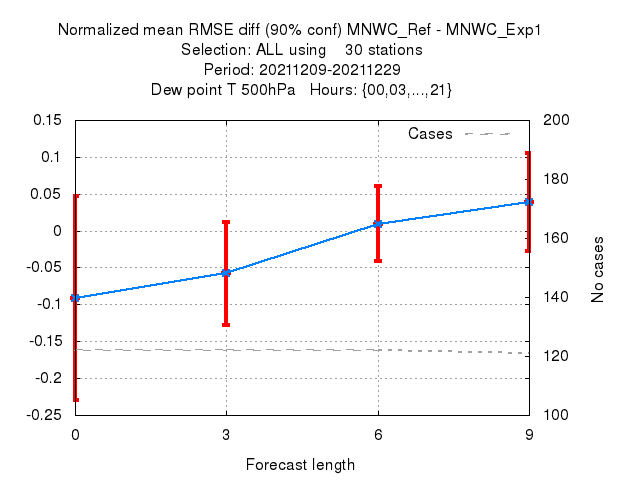 Normalized mean RMSE diff (90% conf) MNWC_Ref - MNWC_Exp1
Selection: ALL using    30 stations
Period: 20211209-20211229
Dew point T 500hPa   Hours: {00,03,...,21}
Cases
0.15
0.1
0.05
0
-0.05
-0.1
-0.15
-0.2
-0.25
200
180
160
140
120
100
No cases
0 3 6 9
Forecast length